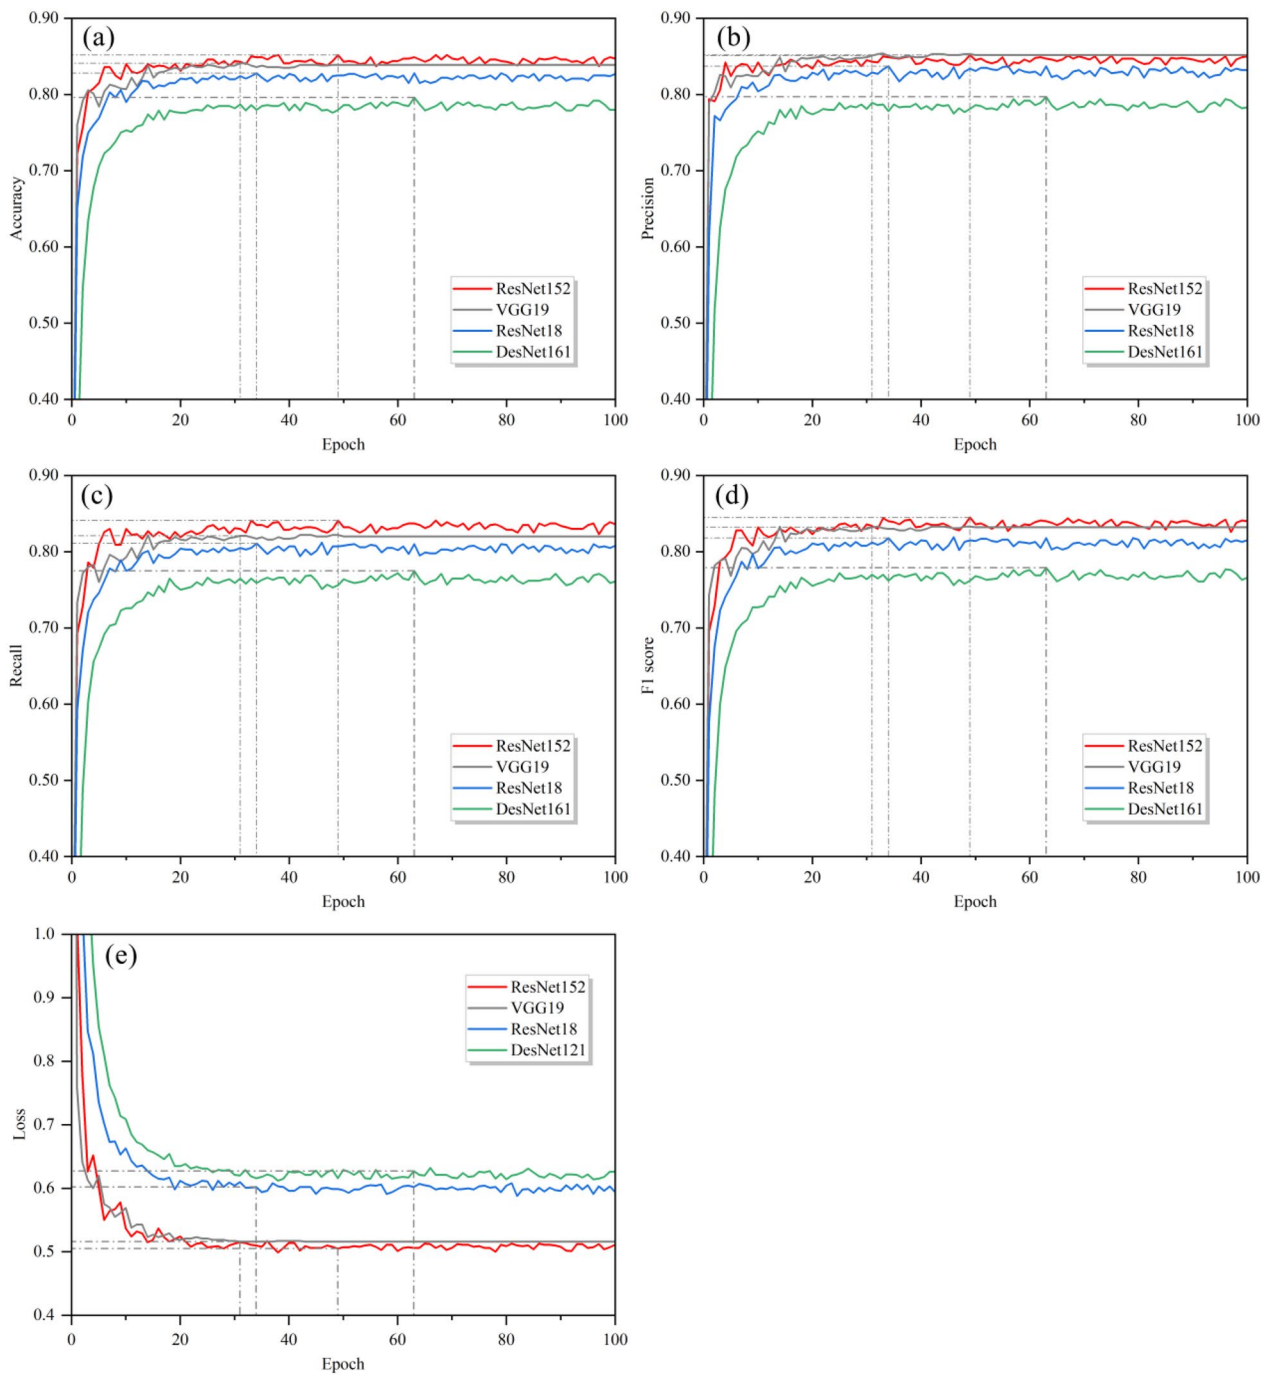 (a)
0.90
0.80
0.70
0.60
0.50
0.40
Accuracy
0 20 40 60 80 100
Epoch
ResNet152
VGG19
ResNet18
DesNet161
(b)
0.90
0.80
0.70
0.60
0.50
0.40
Precision
0 20 40 60 80 100
Epoch
ResNet152
VGG19
ResNet18
DesNet161
(c)
0.90
0.80
0.70
0.60
0.50
0.40
Recall
0 20 40 60 80 100
Epoch
ResNet152
VGG19
ResNet18
DesNet161
(d)
0.90
0.80
0.70
0.60
0.50
0.40
F1 score
0 20 40 60 80 100
Epoch
ResNet152
VGG19
ResNet18
DesNet161
(e)
1.0
0.9
0.8
0.7
0.6
0.5
0.4
Loss
0 20 40 60 80 100
Epoch
ResNet152
VGG19
ResNet18
DesNet121